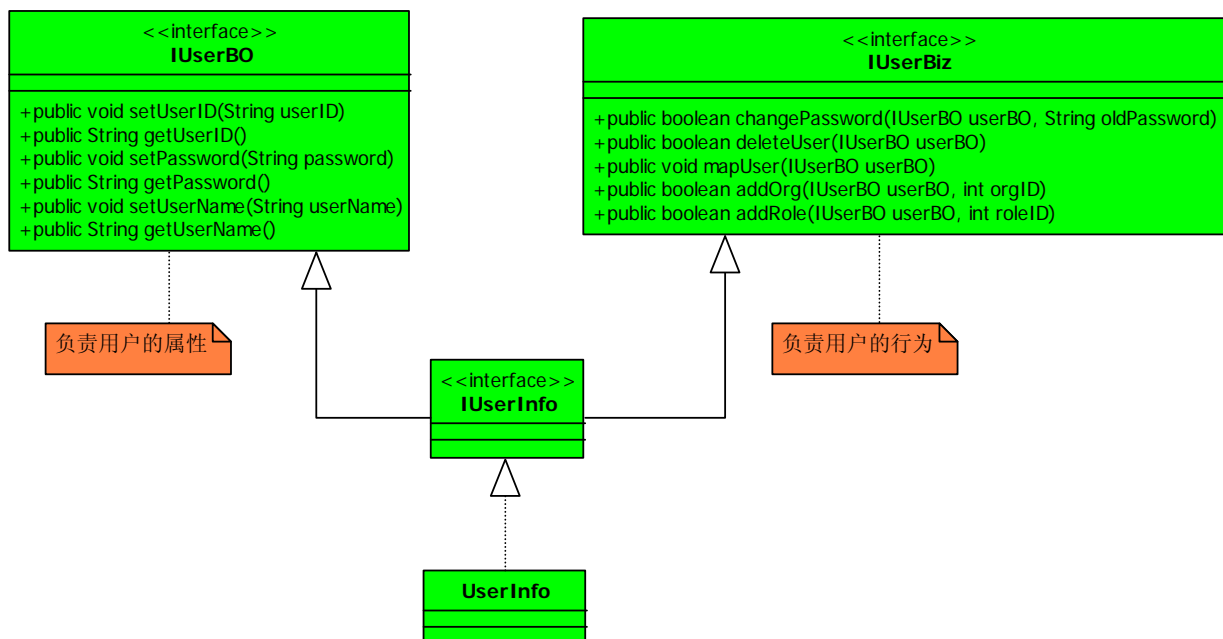 <<interface>>
IUserBO
+public void setUserID(String userID)
+public String getUserID()
+public void setPassword(String password)
+public String getPassword()
+public void setUserName(String userName)
+public String getUserName()
负责用户的属性
<<interface>>
IUserBiz
+public boolean changePassword(IUserBO userBO, String oldPassword)
+public boolean deleteUser(IUserBO userBO)
+public void mapUser(IUserBO userBO)
+public boolean addOrg(IUserBO userBO, int orgID)
+public boolean addRole(IUserBO userBO, int roleID)
负责用户的行为
<<interface>>
IUserInfo
UserInfo